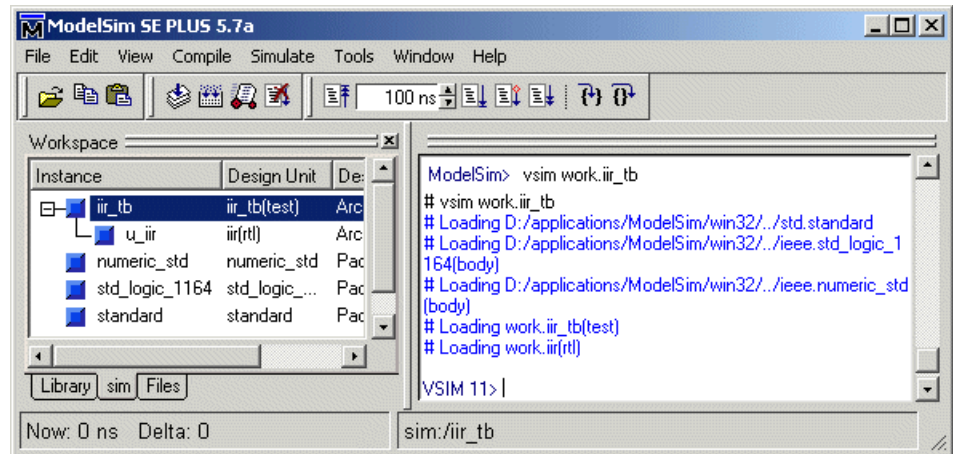 ModelSim SE PLUS 5.7a
File Edit View Compile Simulate Tools Window Help
100 ns
Workspace
Instance Design Unit De:
iir_tb iir_tb(test) Arc
u_iir iir(rtl) Arc
numeric_std numeric_std Pac
std_logic_1164 std_logic_... Pac
standard standard Pac
Library sim Files
ModelSim> vsim work.iir_tb
# vsim work.iir_tb
# Loading D:/applications/ModelSim/win32/../std.standard
# Loading D:/applications/ModelSim/win32/../ieee.std_logic_1
164(body)
# Loading D:/applications/ModelSim/win32/../ieee.numeric_std
(body)
# Loading work.iir_tb(test)
# Loading work.iir(rtl)
VSIM 11>
Now: 0 ns Delta: 0
sim:/iir_tb